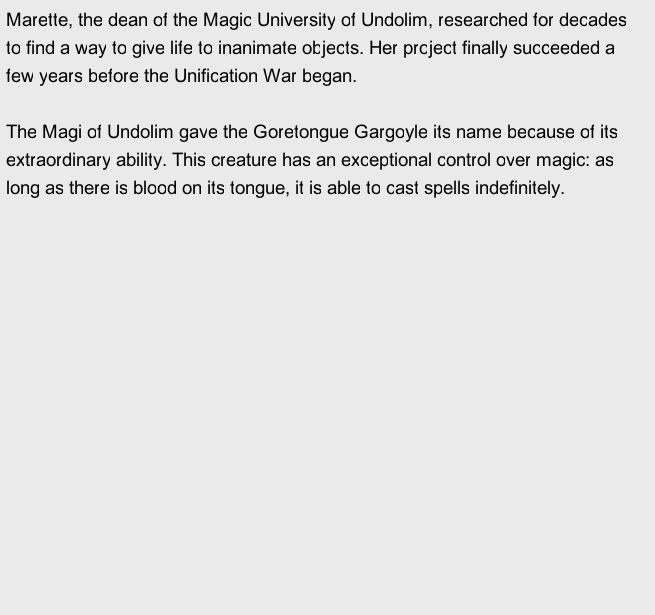 Marette, the dean of the Magic University of Undolim, researched for decades
to find a way to give life to inanimate objects. Her project finally succeeded a
few years before the Unification War began.
The Magi of Undolim gave the Goretongue Gargoyle its name because of its
extraordinary ability. This creature has an exceptional control over magic: as
long as there is blood on its tongue, it is able to cast spells indefinitely.